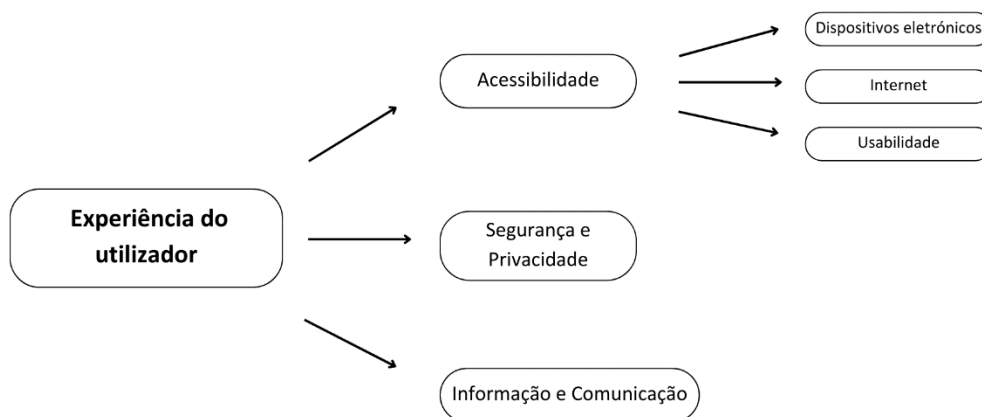 Dispositivos eletrónicos
Acessibilidade
Internet
Usabilidade
Experiência do
utilizador
Segurança e
Privacidade
Informação e Comunicação